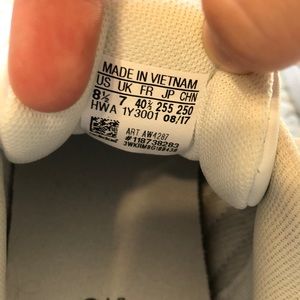 MADE IN VIETNAM
US UK FR JP CHN
8½ 7 40⅔ 255 250
HWA 1Y3001 08/17
ART AW4287
#118738283